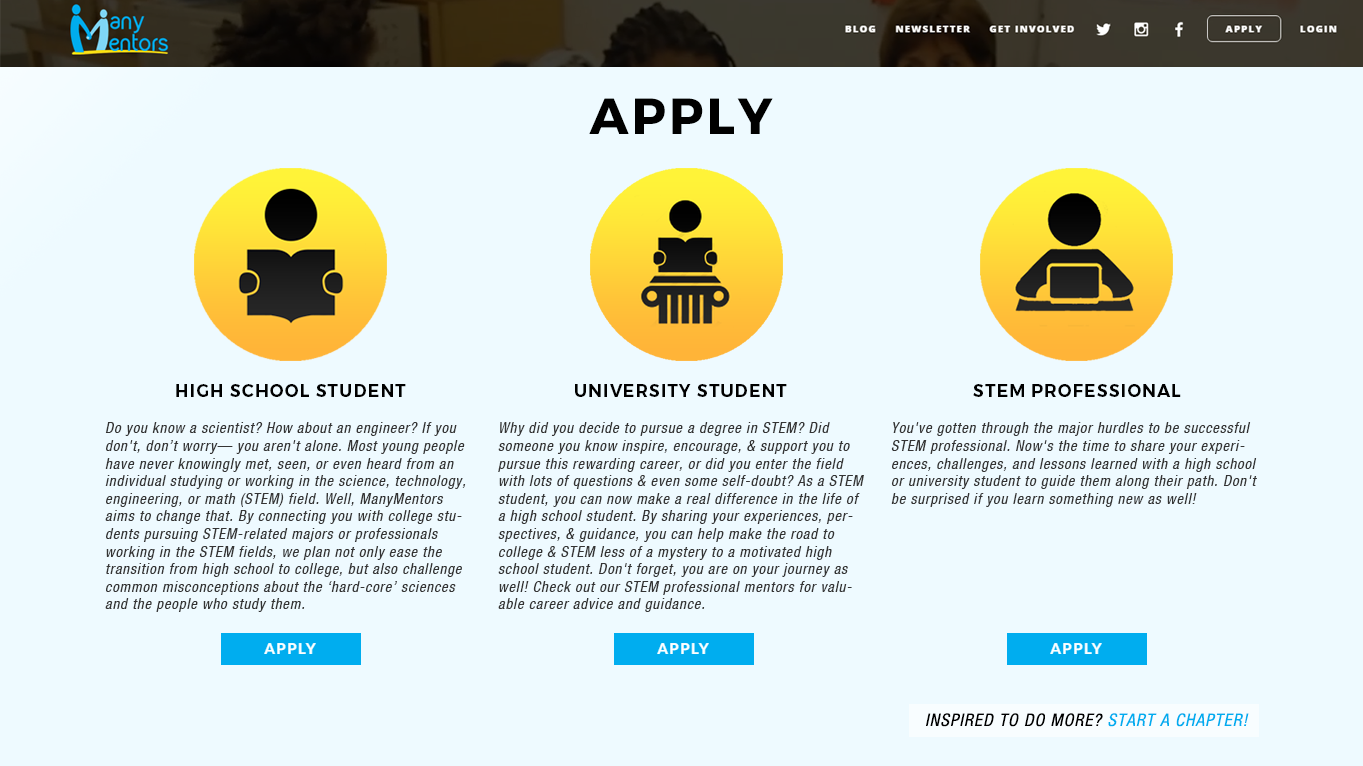 Many
Mentors
BLOG NEWSLETTER GET INVOLVED APPLY LOGIN
APPLY
HIGH SCHOOL STUDENT
Do you know a scientist? How about an engineer? If you
don't, don’t worry— you aren't alone. Most young people
have never knowingly met, seen, or even heard from an
individual studying or working in the science, technology,
engineering, or math (STEM) field. Well, ManyMentors
aims to change that. By connecting you with college stu-
dents pursuing STEM-related majors or professionals
working in the STEM fields, we plan not only ease the
transition from high school to college, but also challenge
common misconceptions about the ‘hard-core’ sciences
and the people who study them.
APPLY
UNIVERSITY STUDENT
Why did you decide to pursue a degree in STEM? Did
someone you know inspire, encourage, & support you to
pursue this rewarding career, or did you enter the field
with lots of questions & even some self-doubt? As a STEM
student, you can now make a real difference in the life of
a high school student. By sharing your experiences, per-
spectives, & guidance, you can help make the road to
college & STEM less of a mystery to a motivated high
school student. Don't forget, you are on your journey as
well! Check out our STEM professional mentors for valu-
able career advice and guidance.
APPLY
STEM PROFESSIONAL
You've gotten through the major hurdles to be successful
STEM professional. Now's the time to share your experi-
ences, challenges, and lessons learned with a high school
or university student to guide them along their path. Don't
be surprised if you learn something new as well!
APPLY
INSPIRED TO DO MORE? START A CHAPTER!